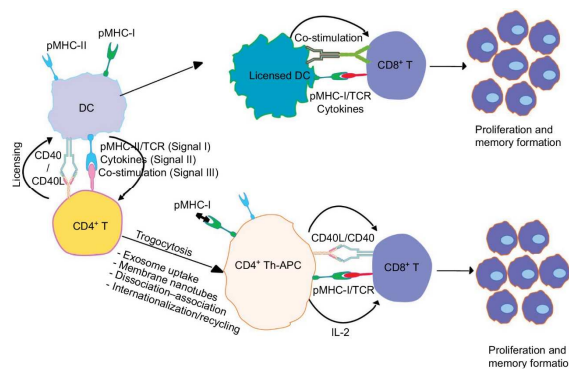 pMHC-I
pMHC-II
DC
Licensing
CD40
/
CD40L
pMHC-II/TCR (Signal I)
Cytokines (Signal II)
Co-stimulation (Signal III)
CD4⁺ T
Licensed DC
Co-stimulation
CD8⁺ T
pMHC-I/TCR
Cytokines
Proliferation and
memory formation
Trogocytosis
- Exosome uptake
- Membrane nanotubes
- Dissociation–association
- Internationalization/recycling
pMHC-I
CD4⁺ Th-APC
CD40L/CD40
CD8⁺ T
pMHC-I/TCR
IL-2
Proliferation and
memory formation